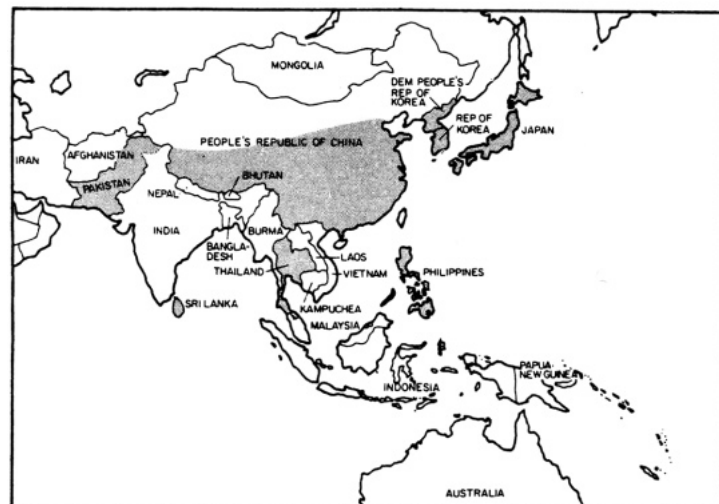 MONGOLIA
DEM PEOPLE'S
REP OF
KOREA
REP OF
KOREA
JAPAN
PEOPLE'S REPUBLIC OF CHINA
IRAN
AFGHANISTAN
PAKISTAN
NEPAL
BHUTAN
INDIA
BURMA
BANGLA-
DESH
LAOS
THAILAND
VIETNAM
PHILIPPINES
SRI LANKA
KAMPUCHEA
MALAYSIA
PAPUA
NEW GUINEA
INDONESIA
AUSTRALIA